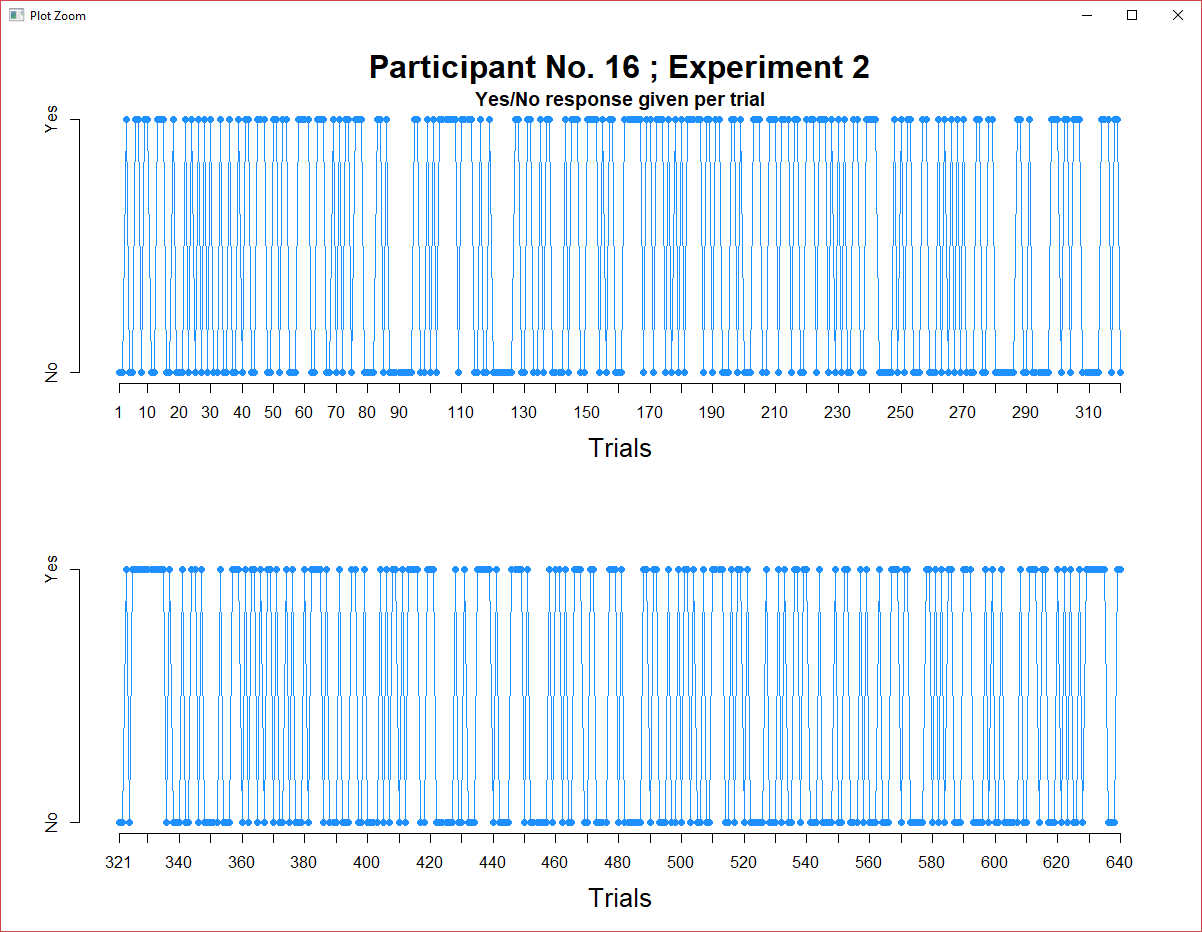 Plot Zoom
Participant No. 16 ; Experiment 2
Yes/No response given per trial
Yes
No
1 10 20 30 40 50 60 70 80 90 110 130 150 170 190 210 230 250 270 290 310
Trials
Yes
No
321 340 360 380 400 420 440 460 480 500 520 540 560 580 600 620 640
Trials